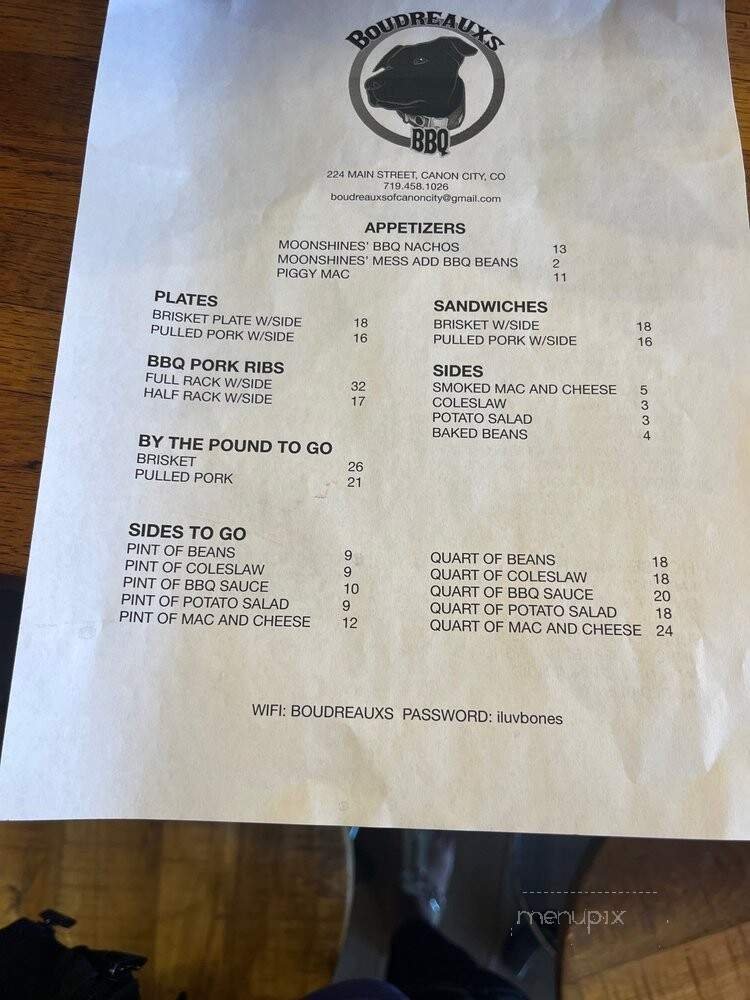 BOUDREAUXS
BBQ
224 MAIN STREET, CANON CITY, CO
719.458.1026
boudreauxsofcanoncity@gmail.com
APPETIZERS
MOONSHINES' BBQ NACHOS 13
MOONSHINES' MESS ADD BBQ BEANS 2
PIGGY MAC 11
PLATES
BRISKET PLATE W/SIDE 18
PULLED PORK W/SIDE 16
BBQ PORK RIBS
FULL RACK W/SIDE 32
HALF RACK W/SIDE 17
BY THE POUND TO GO
BRISKET 26
PULLED PORK 21
SANDWICHES
BRISKET W/SIDE 18
PULLED PORK W/SIDE 16
SIDES
SMOKED MAC AND CHEESE 5
COLESLAW 3
POTATO SALAD 3
BAKED BEANS 4
SIDES TO GO
PINT OF BEANS 9
PINT OF COLESLAW 9
PINT OF BBQ SAUCE 10
PINT OF POTATO SALAD 9
PINT OF MAC AND CHEESE 12
QUART OF BEANS 18
QUART OF COLESLAW 18
QUART OF BBQ SAUCE 20
QUART OF POTATO SALAD 18
QUART OF MAC AND CHEESE 24
WIFI: BOUDREAUXS PASSWORD: iluvbones
menupix